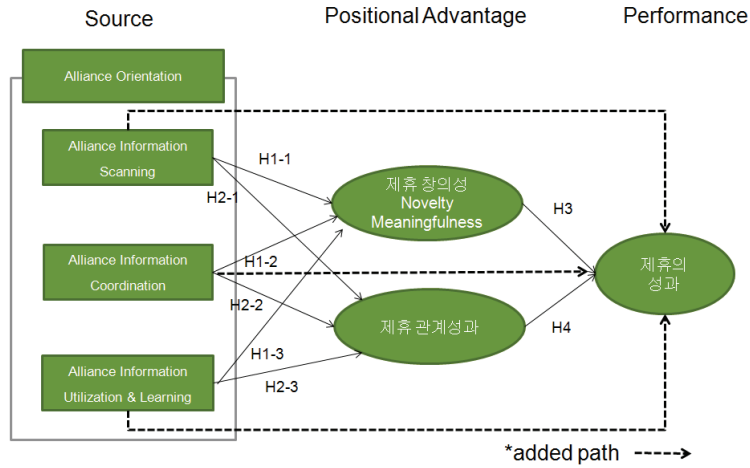 Source
Positional Advantage
Performance
Alliance Orientation
Alliance Information
Scanning
H1-1
H2-1
제휴 창의성
Novelty
Meaningfulness
H3
Alliance Information
Coordination
H1-2
H2-2
제휴의
성과
제휴 관계성과
H4
Alliance Information
Utilization & Learning
H1-3
H2-3
*added path